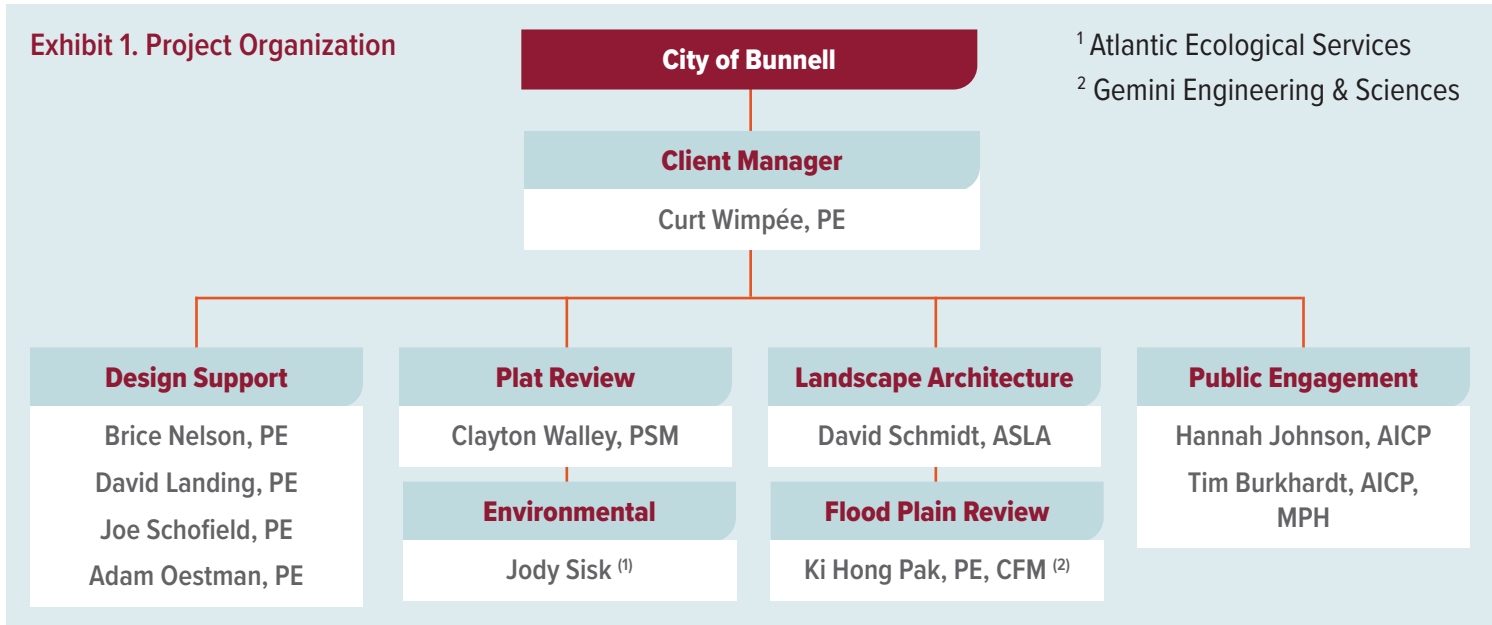 Exhibit 1. Project Organization
City of Bunnell
1 Atlantic Ecological Services
2 Gemini Engineering & Sciences
Client Manager
Curt Wimpée, PE
Design Support
Brice Nelson, PE
David Landing, PE
Joe Schofield, PE
Adam Oestman, PE
Plat Review
Clayton Walley, PSM
Environmental
Jody Sisk (1)
Landscape Architecture
David Schmidt, ASLA
Flood Plain Review
Ki Hong Pak, PE, CFM (2)
Public Engagement
Hannah Johnson, AICP
Tim Burkhardt, AICP,
MPH